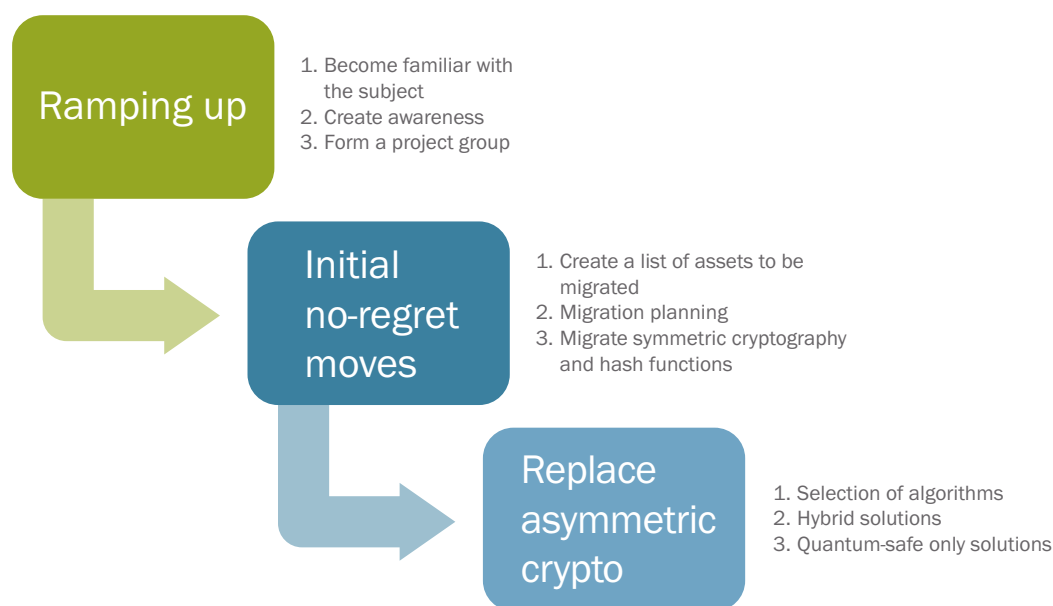 Ramping up
1. Become familiar with
the subject
2. Create awareness
3. Form a project group
Initial
no-regret
moves
1. Create a list of assets to be
migrated
2. Migration planning
3. Migrate symmetric cryptography
and hash functions
Replace
asymmetric
crypto
1. Selection of algorithms
2. Hybrid solutions
3. Quantum-safe only solutions